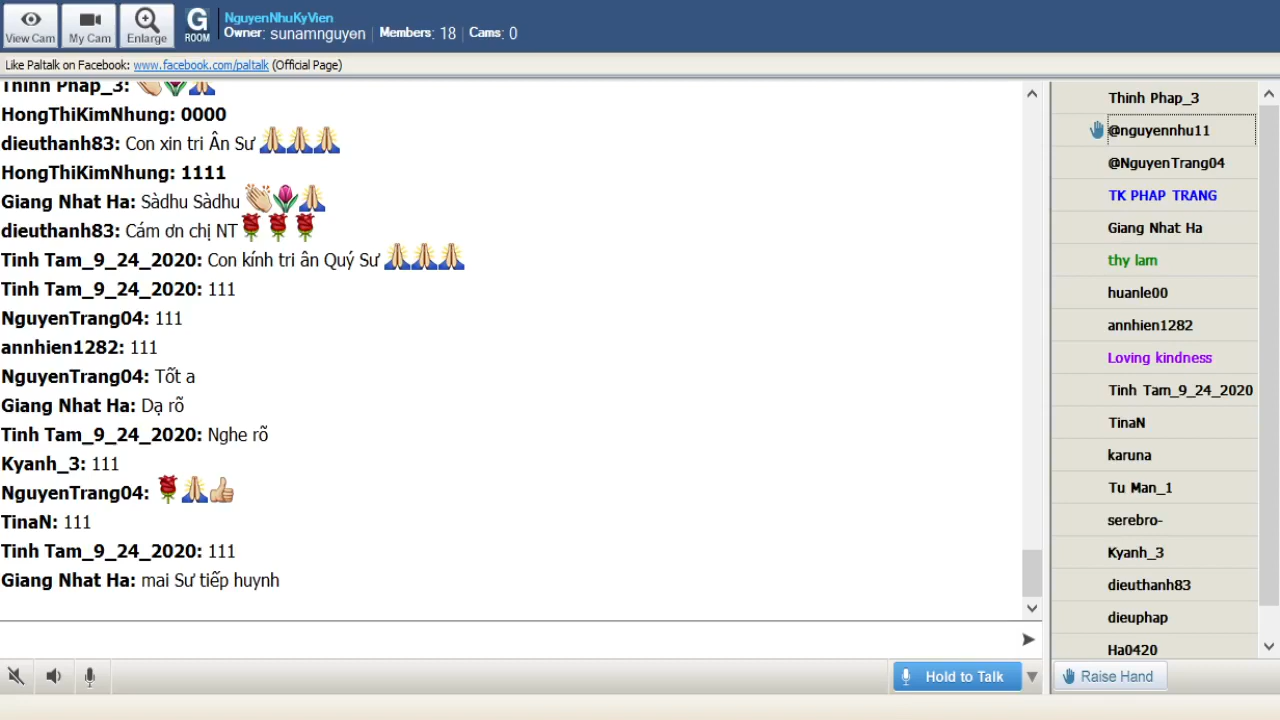 View Cam
My Cam
Enlarge
G
ROOM
NguyenNhuKyVien
Owner: sunamnguyen | Members: 18 | Cams: 0
Like Paltalk on Facebook: www.facebook.com/paltalk (Official Page)
Thinh Phap_3:
HongThiKimNhung: 0000
dieuthanh83: Con xin tri Ân Sư
HongThiKimNhung: 1111
Giang Nhat Ha: Sàdhu Sàdhu
dieuthanh83: Cám ơn chị NT
Tinh Tam_9_24_2020: Con kính tri ân Quý Sư
Tinh Tam_9_24_2020: 111
NguyenTrang04: 111
annhien1282: 111
NguyenTrang04: Tốt a
Giang Nhat Ha: Dạ rõ
Tinh Tam_9_24_2020: Nghe rõ
Kyanh_3: 111
NguyenTrang04:
TinaN: 111
Tinh Tam_9_24_2020: 111
Giang Nhat Ha: mai Sư tiếp huynh
Thinh Phap_3
@nguyennhu11
@NguyenTrang04
TK PHAP TRANG
Giang Nhat Ha
thy lam
huanle00
annhien1282
Loving kindness
Tinh Tam_9_24_2020
TinaN
karuna
Tu Man_1
serebro-
Kyanh_3
dieuthanh83
dieuphap
Ha0420
Hold to Talk
Raise Hand